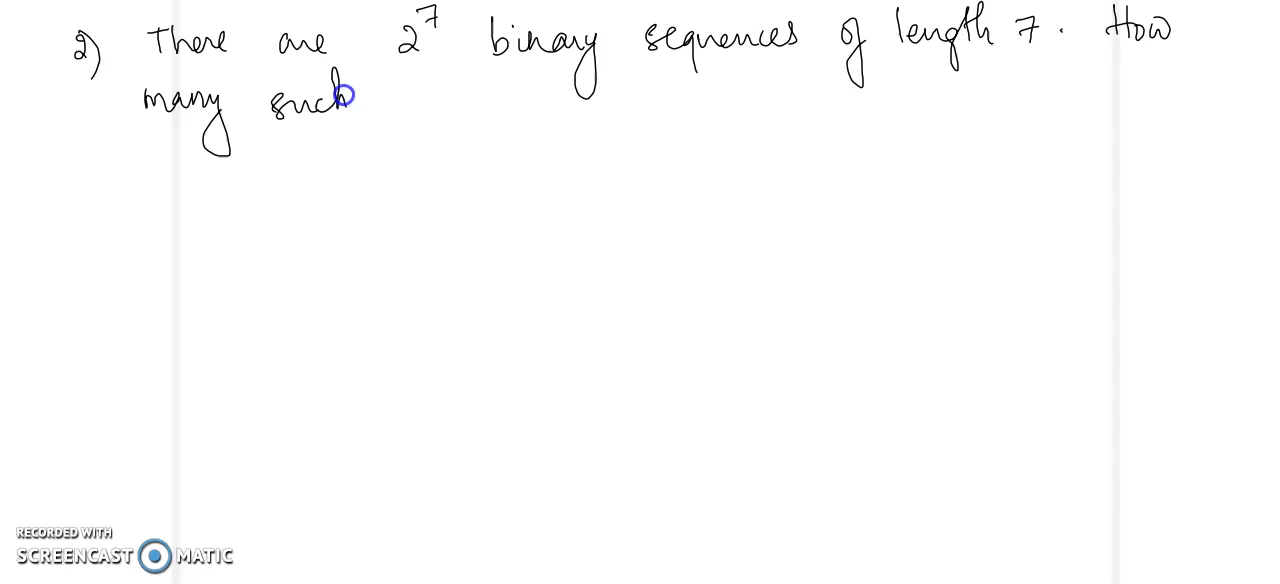 2) There are 2^7 binary sequences of length 7. How
many such
RECORDED WITH
SCREENCAST MATIC